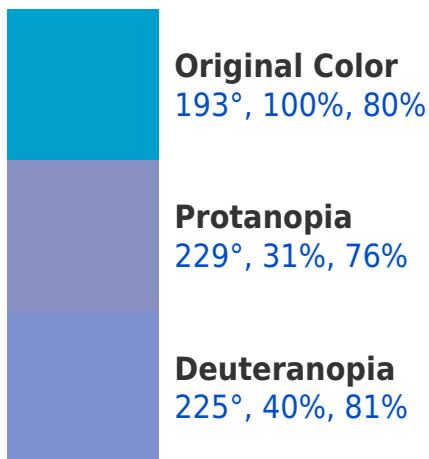 Original Color
193°, 100%, 80%
Protanopia
229°, 31%, 76%
Deuteranopia
225°, 40%, 81%